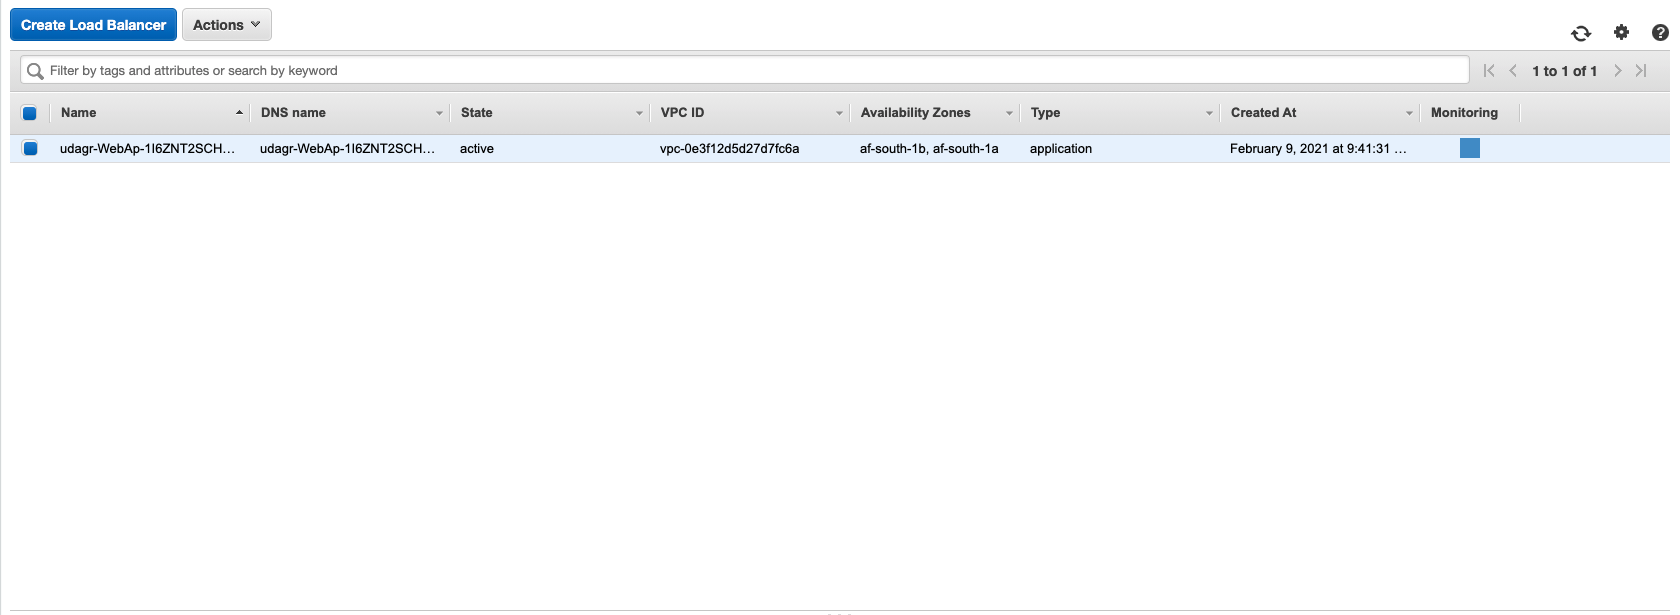 Create Load Balancer Actions
Filter by tags and attributes or search by keyword 1 to 1 of 1
Name DNS name State VPC ID Availability Zones Type Created At Monitoring
udagr-WebAp-1I6ZNT2SCH... udagr-WebAp-1I6ZNT2SCH... active vpc-0e3f12d5d27d7fc6a af-south-1b, af-south-1a application February 9, 2021 at 9:41:31 ...